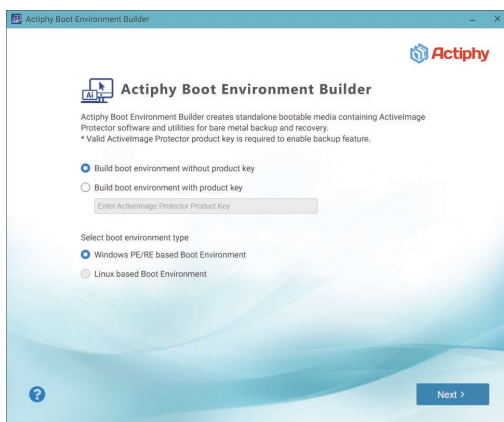 Actiphy Boot Environment Builder
Actiphy
Ai
Actiphy Boot Environment Builder
Actiphy Boot Environment Builder creates standalone bootable media containing ActiveImage
Protector software and utilities for bare metal backup and recovery.
* Valid ActiveImage Protector product key is required to enable backup feature.
Build boot environment without product key
Build boot environment with product key
Enter ActiveImage Protector Product Key
Select boot environment type
Windows PE/RE based Boot Environment
Linux based Boot Environment
?
Next >